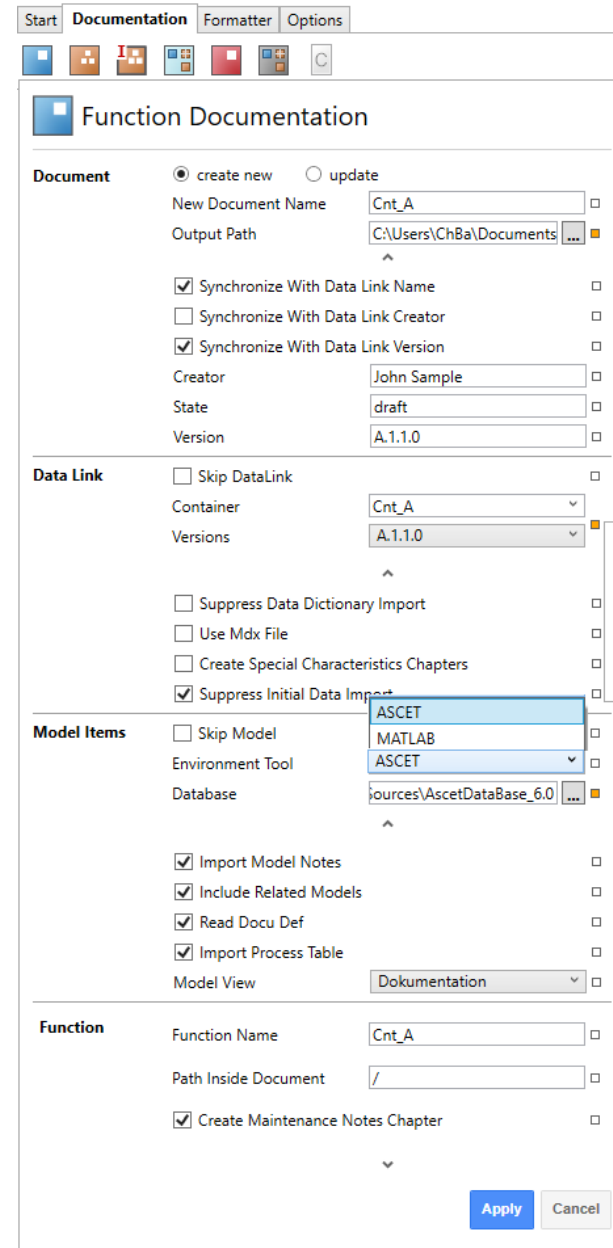 Start Documentation Formatter Options
I C
Function Documentation
Document create new update
New Document Name Cnt_A
Output Path C:\Users\ChBa\Documents ...
Synchronize With Data Link Name
Synchronize With Data Link Creator
Synchronize With Data Link Version
Creator John Sample
State draft
Version A.1.1.0
Data Link Skip DataLink
Container Cnt_A
Versions A.1.1.0
Suppress Data Dictionary Import
Use Mdx File
Create Special Characteristics Chapters
Suppress Initial Data Import
ASCET
Model Items Skip Model MATLAB
Environment Tool ASCET
Database Sources\AscetDataBase_6.0 ...
Import Model Notes
Include Related Models
Read Docu Def
Import Process Table
Model View Dokumentation
Function Function Name Cnt_A
Path Inside Document /
Create Maintenance Notes Chapter
Apply Cancel